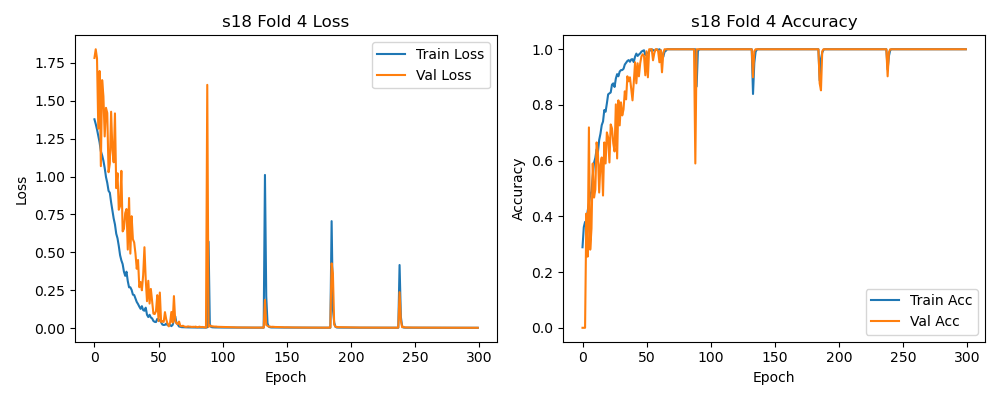 s18 Fold 4 Loss
Train Loss
Val Loss
1.75
1.50
1.25
1.00
0.75
0.50
0.25
0.00
Loss
0 50 100 150 200 250 300
Epoch
s18 Fold 4 Accuracy
1.0
0.8
0.6
0.4
0.2
0.0
Accuracy
Train Acc
Val Acc
0 50 100 150 200 250 300
Epoch